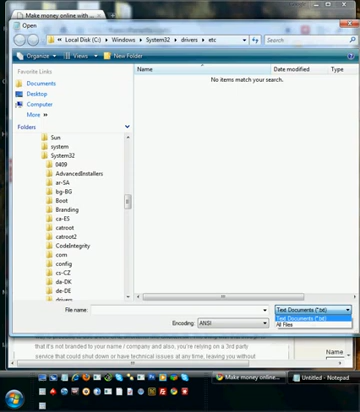 Make money online with ...
Open
Local Disk (C:) ▸ Windows ▸ System32 ▸ drivers ▸ etc
Organize Views New Folder
Favorite Links
Documents
Desktop
Computer
More »
Folders
Name Date modified Type
No items match your search.
Sun
system
System32
0409
AdvancedInstallers
ar-SA
bg-BG
Boot
Branding
ca-ES
catroot
catroot2
CodeIntegrity
com
config
cs-CZ
da-DK
de-DE
drivers
File name: Text Documents (*.txt)
Text Documents (*.txt)
All Files
Encoding: ANSI
that it's not branded to your name / company and also, you're relying on a 3rd party
service that could shut down or have technical issues at any time, leaving you without
Name
Make money online...
Untitled - Notepad